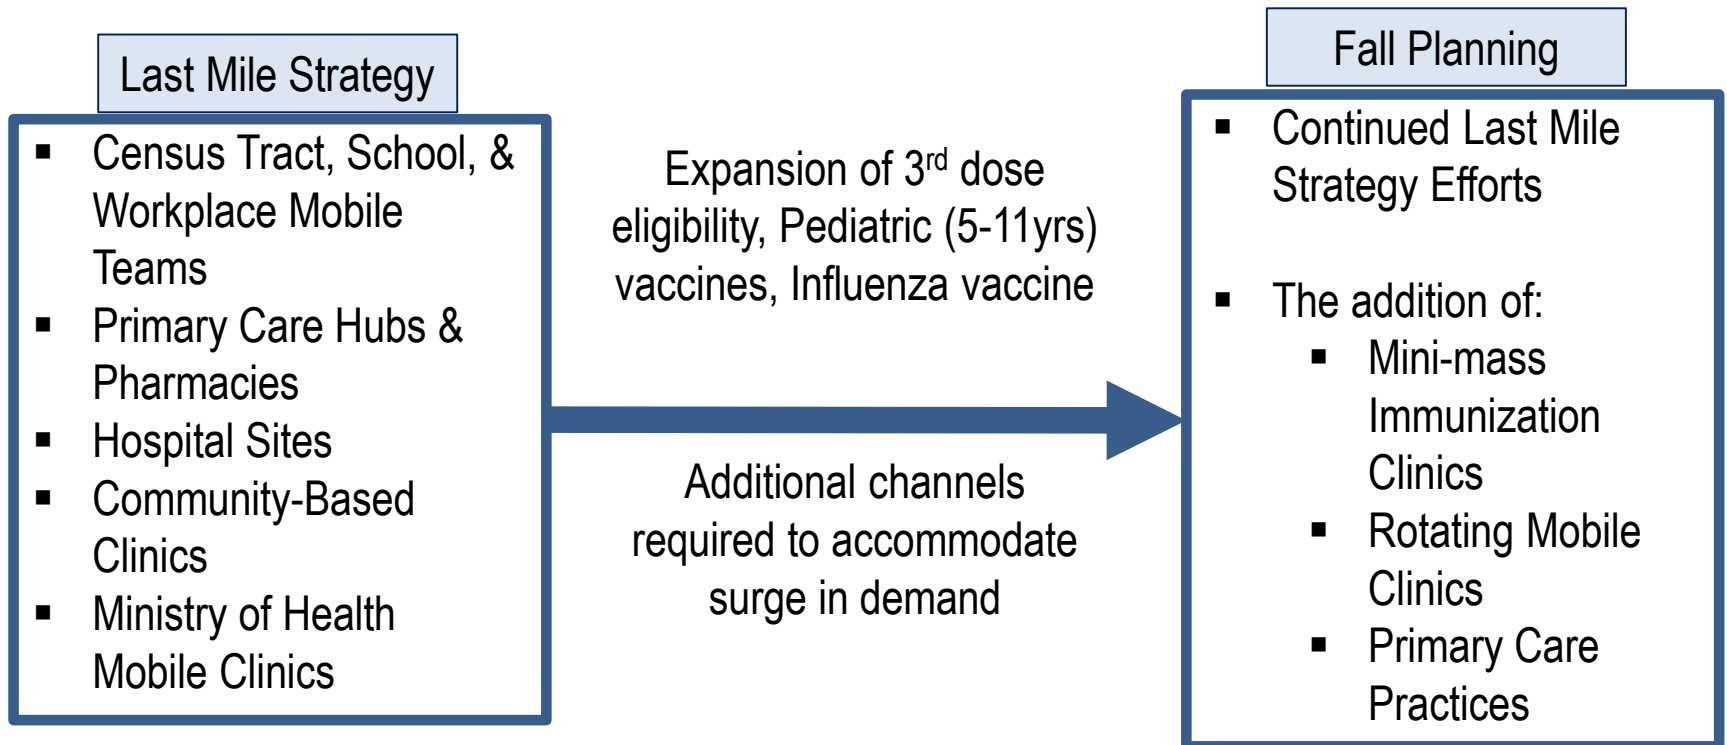 Last Mile Strategy
▪ Census Tract, School, &
Workplace Mobile
Teams
▪ Primary Care Hubs &
Pharmacies
▪ Hospital Sites
▪ Community-Based
Clinics
▪ Ministry of Health
Mobile Clinics
Expansion of 3rd dose
eligibility, Pediatric (5-11yrs)
vaccines, Influenza vaccine
Additional channels
required to accommodate
surge in demand
Fall Planning
▪ Continued Last Mile
Strategy Efforts
▪ The addition of:
▪ Mini-mass
Immunization
Clinics
▪ Rotating Mobile
Clinics
▪ Primary Care
Practices